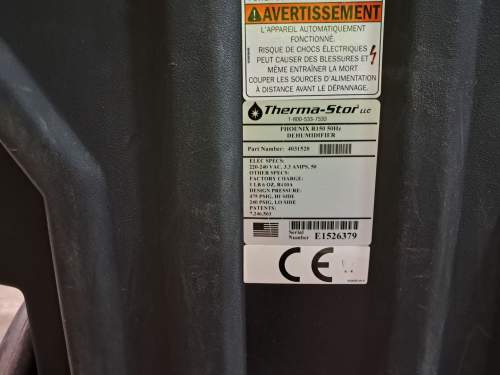 AVERTISSEMENT
L'APPAREIL AUTOMATIQUEMENT
FONCTIONNÉ.
RISQUE DE CHOCS ÉLECTRIQUES
PEUT CAUSER DES BLESSURES ET
MÊME ENTRAÎNER LA MORT.
COUPER LES SOURCES D'ALIMENTATION
À DISTANCE AVANT LE DÉPANNAGE.
Therma-Stor LLC
1-800-533-7533
PHOENIX R150 50Hz
DEHUMIDIFIER
Part Number: 4031520
ELEC SPECS:
220-240 VAC, 3.3 AMPS, 50
OTHER SPECS:
FACTORY CHARGE:
1 LB 6 OZ, R410A
DESIGN PRESSURE:
475 PSIG, HI SIDE
240 PSIG, LO SIDE
PATENTS:
7,246,503
Serial
Number E1526379
CE